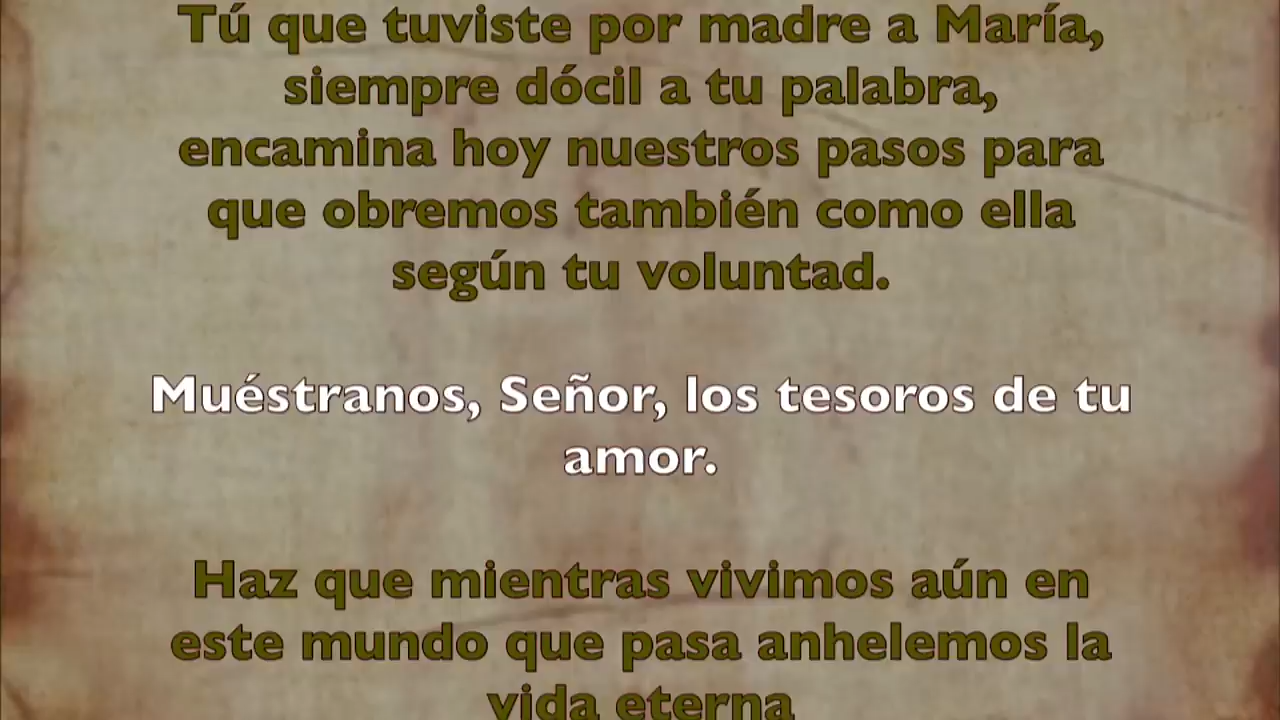 Tú que tuviste por madre a María,
siempre dócil a tu palabra,
encamina hoy nuestros pasos para
que obremos también como ella
según tu voluntad.
Muéstranos, Señor, los tesoros de tu
amor.
Haz que mientras vivimos aún en
este mundo que pasa anhelemos la
vida eterna